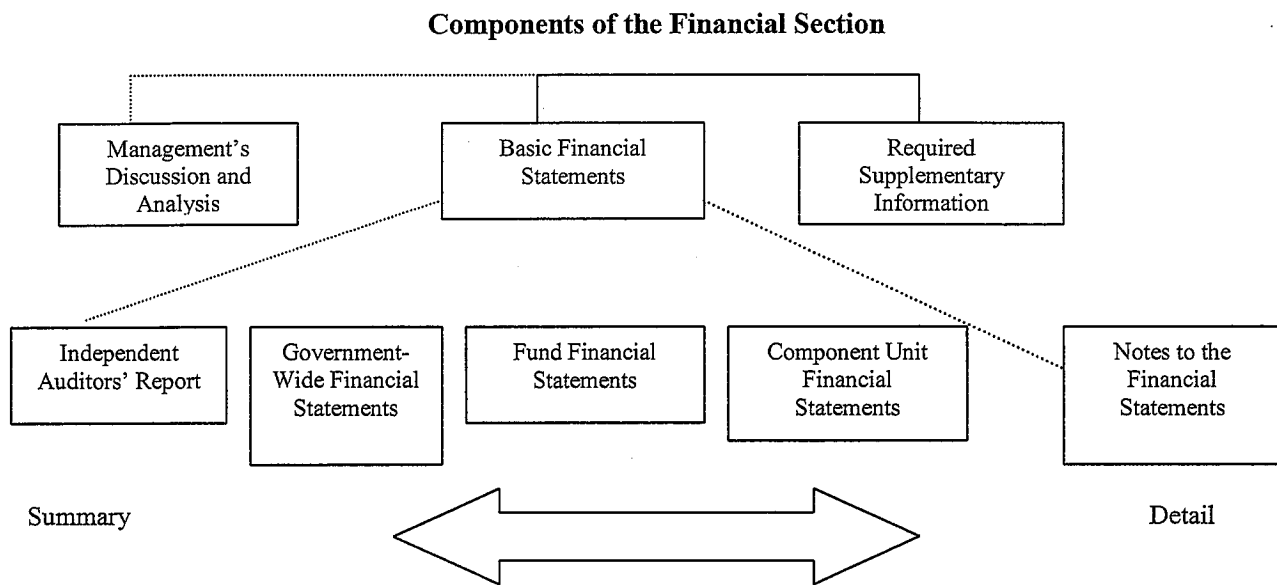 Components of the Financial Section
Management's
Discussion and
Analysis
Basic Financial
Statements
Required
Supplementary
Information
Independent
Auditors' Report
Government-
Wide Financial
Statements
Fund Financial
Statements
Component Unit
Financial
Statements
Notes to the
Financial
Statements
Summary
Detail